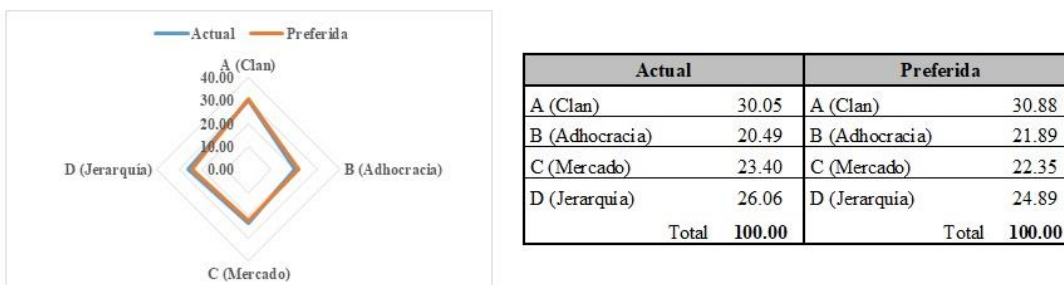 Actual Preferida
A (Clan)
40.00
30.00
20.00
10.00
0.00
D (Jerarquía)
B (Adhocracia)
C (Mercado)
Actual Preferida
A (Clan) 30.05 A (Clan) 30.88
B (Adhocracia) 20.49 B (Adhocracia) 21.89
C (Mercado) 23.40 C (Mercado) 22.35
D (Jerarquía) 26.06 D (Jerarquía) 24.89
Total 100.00 Total 100.00